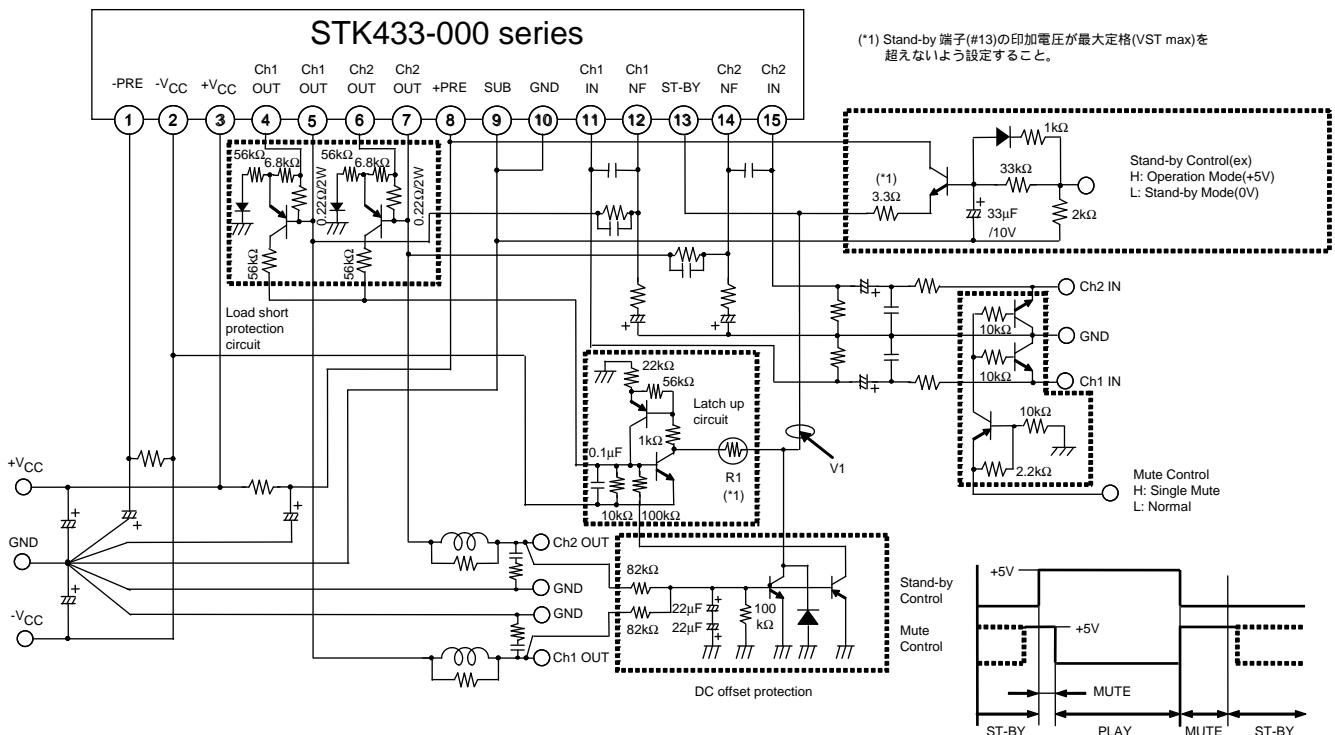 STK433-000 series
(*1) Stand-by 端子(#13)の印加電圧が最大定格(VST max)を
超えないよう設定すること。
-PRE
-VCC
+VCC
Ch1
OUT
Ch1
OUT
Ch2
OUT
Ch2
OUT
+PRE
SUB
GND
Ch1
IN
Ch1
NF
ST-BY
Ch2
NF
Ch2
IN
1
2
3
4
5
6
7
8
9
10
11
12
13
14
15
56kΩ
6.8kΩ
0.22Ω/2W
56kΩ
56kΩ
6.8kΩ
0.22Ω/2W
56kΩ
Load short
protection
circuit
1kΩ
33kΩ
(*1)
3.3Ω
+
33μF
/10V
2kΩ
Stand-by Control(ex)
H: Operation Mode(+5V)
L: Stand-by Mode(0V)
+
+
+
+
Ch2 IN
GND
Ch1 IN
10kΩ
10kΩ
10kΩ
2.2kΩ
Mute Control
H: Single Mute
L: Normal
22kΩ
56kΩ
Latch up
circuit
1kΩ
0.1μF
10kΩ
100kΩ
R1
(*1)
V1
+VCC
GND
-VCC
+
+
+
+
Ch2 OUT
GND
GND
Ch1 OUT
82kΩ
82kΩ
22μF
+
22μF
+
100
kΩ
DC offset protection
Stand-by
Control
Mute
Control
+5V
+5V
MUTE
ST-BY
PLAY
MUTE
ST-BY